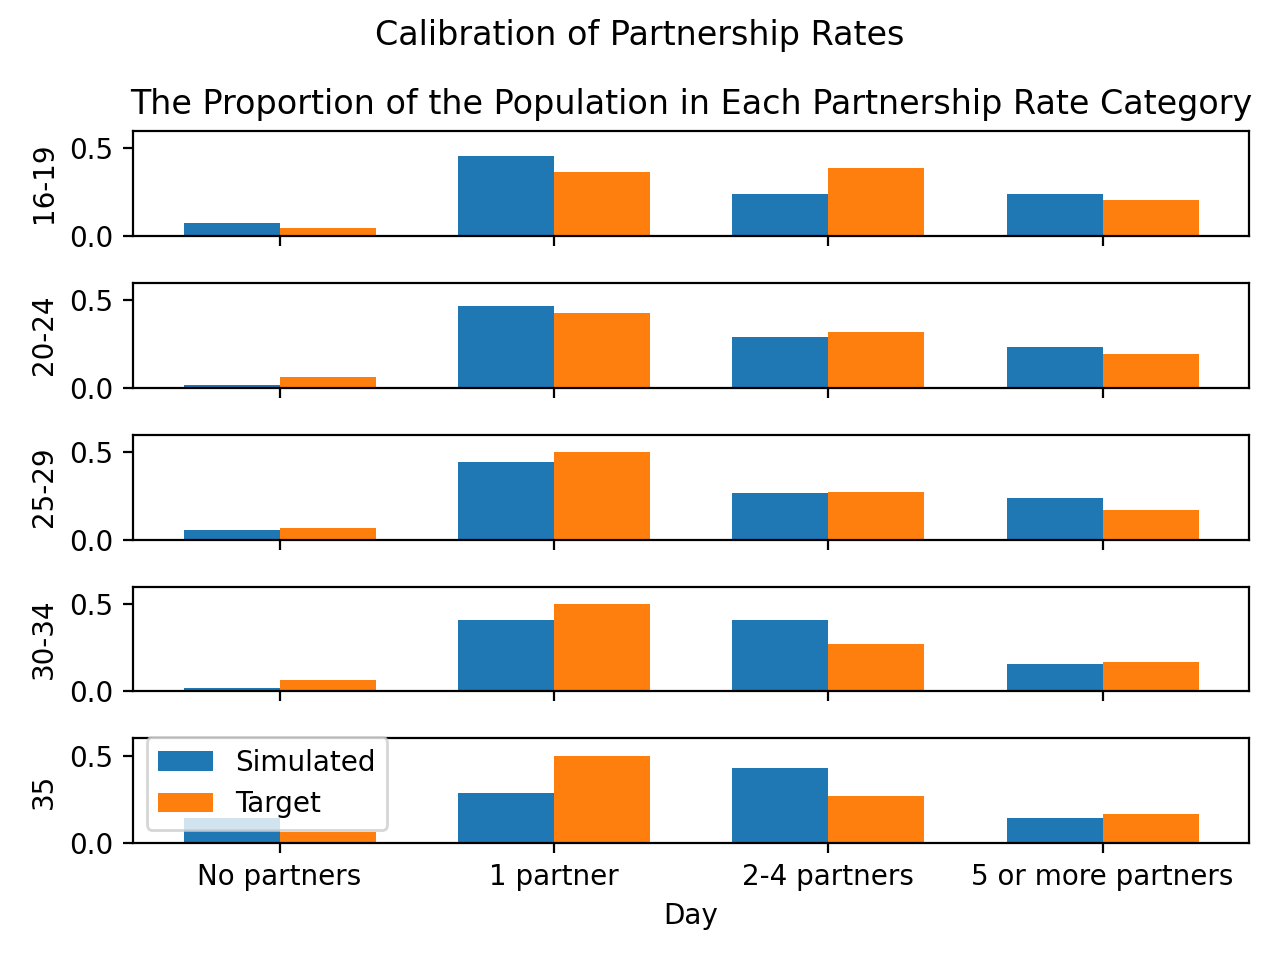 Calibration of Partnership Rates
The Proportion of the Population in Each Partnership Rate Category
0.5
0.0
16-19
0.5
0.0
20-24
0.5
0.0
25-29
0.5
0.0
30-34
0.5
0.0
35
Simulated
Target
No partners
1 partner
2-4 partners
5 or more partners
Day